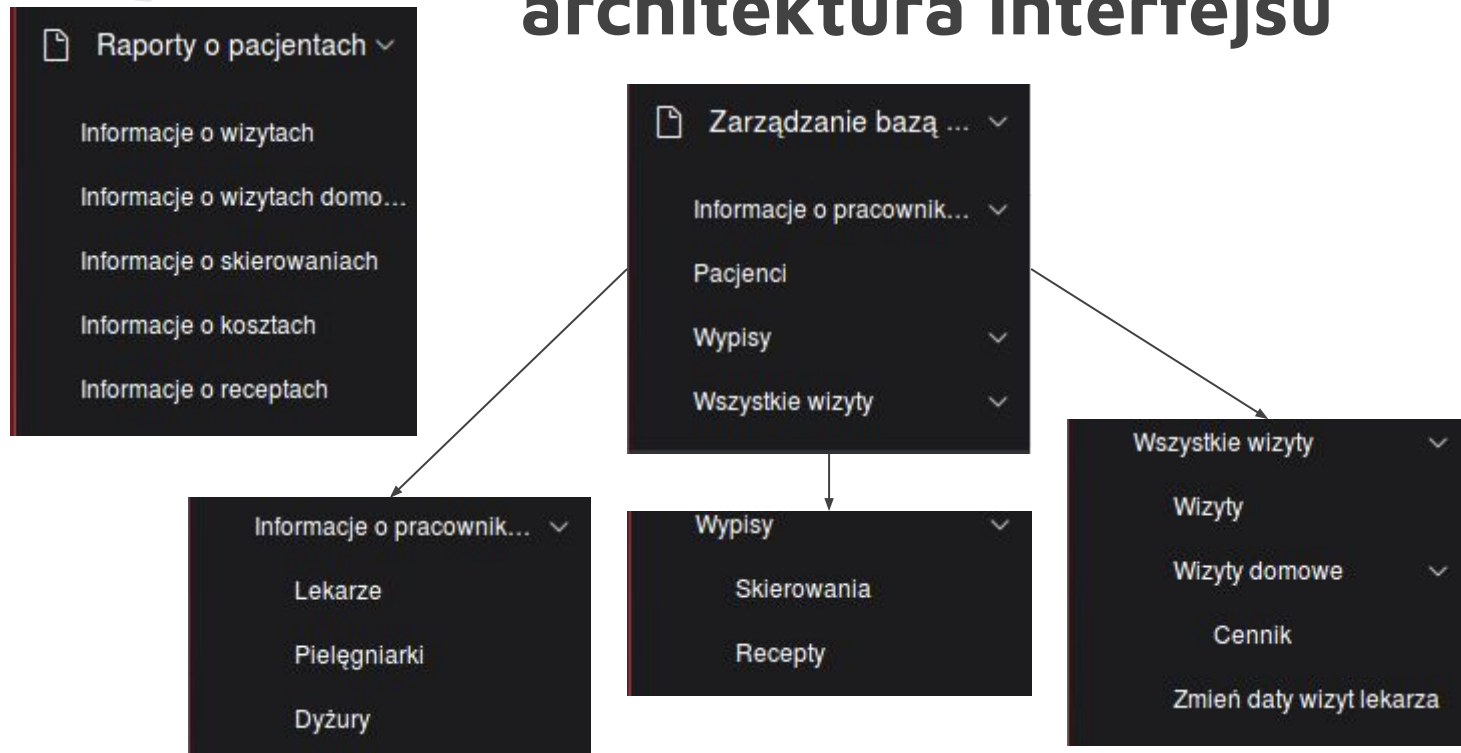 architektura interfejsu
Raporty o pacjentach
Informacje o wizytach
Informacje o wizytach domo...
Informacje o skierowaniach
Informacje o kosztach
Informacje o receptach
Zarządzanie bazą ...
Informacje o pracownik...
Pacjenci
Wypisy
Wszystkie wizyty
Informacje o pracownik...
Lekarze
Pielęgniarki
Dyżury
Wypisy
Skierowania
Recepty
Wszystkie wizyty
Wizyty
Wizyty domowe
Cennik
Zmień daty wizyt lekarza